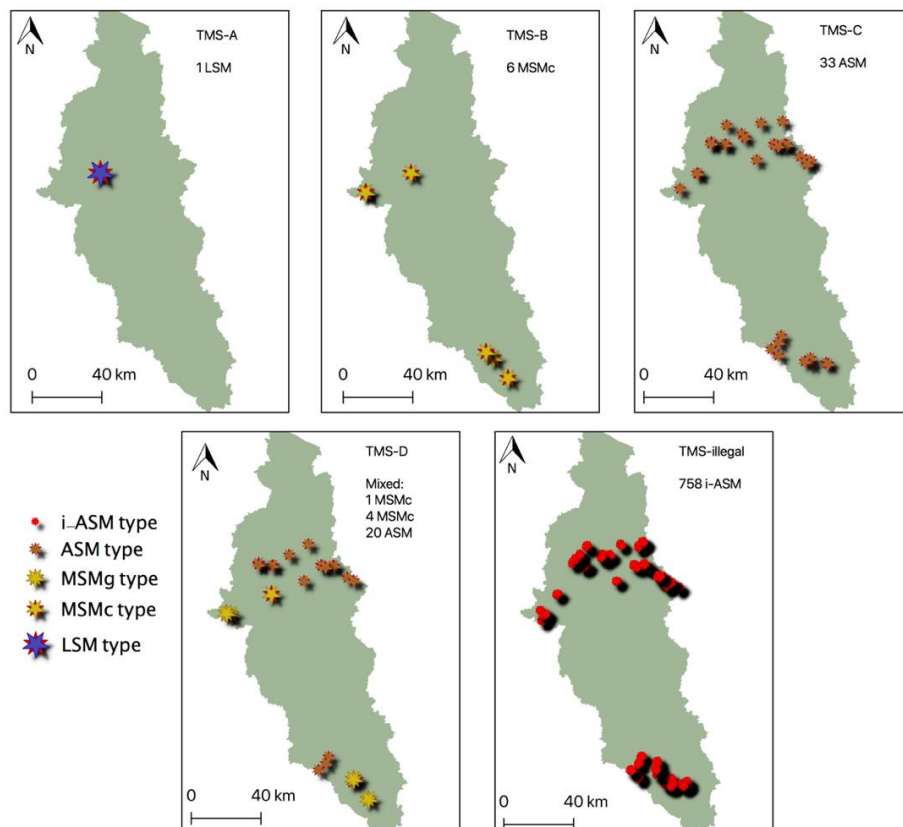 TMS-A
1 LSM
N
0 40 km
TMS-B
6 MSMc
N
0 40 km
TMS-C
33 ASM
N
0 40 km
i-ASM type
ASM type
MSMg type
MSMc type
LSM type
TMS-D
Mixed:
1 MSMc
4 MSMc
20 ASM
N
0 40 km
TMS-illegal
758 i-ASM
N
0 40 km